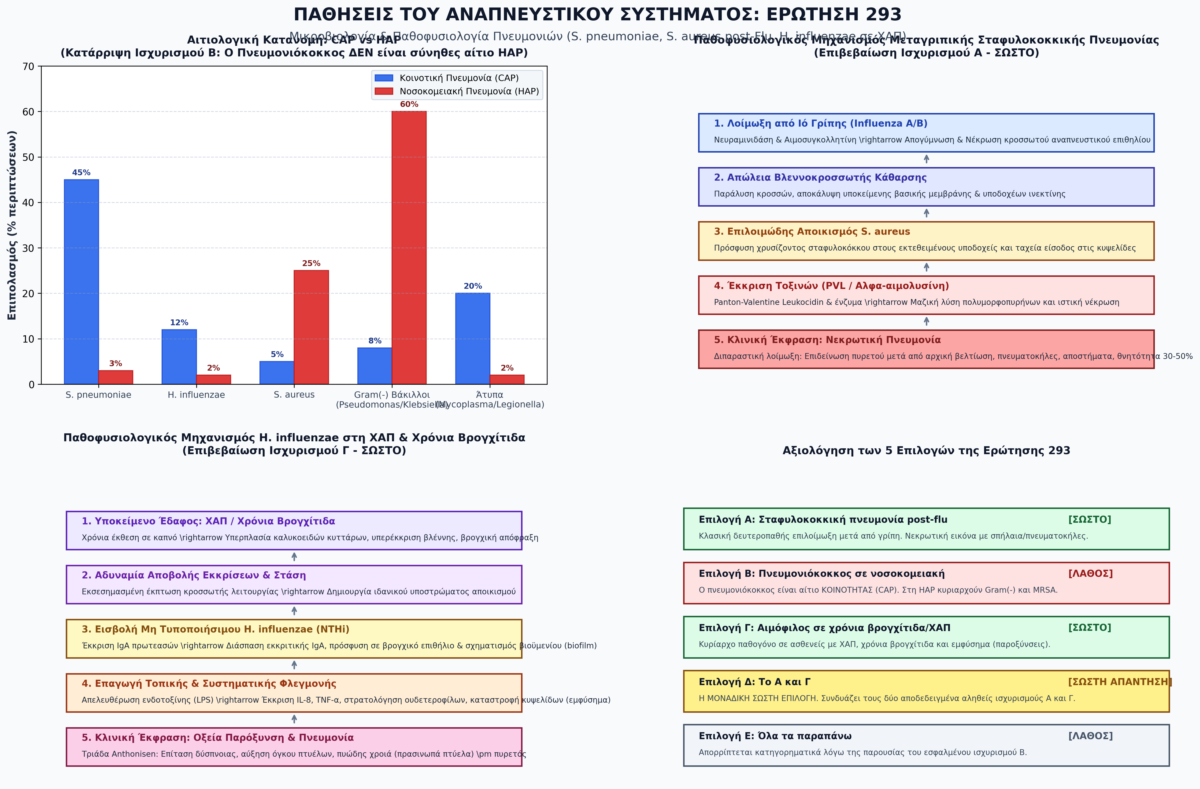 ΠΑΘΗΣΕΙΣ ΤΟΥ ΑΝΑΠΝΕΥΣΤΙΚΟΥ ΣΥΣΤΗΜΑΤΟΣ: ΕΡΩΤΗΣΗ 293
Μικροβιολογία & Παθοφυσιολογία Πνευμονιών (S. pneumoniae, S. aureus post-flu, H. influenzae σε ΧΑΠ)
Αιτιολογική Κατανομή: CAP vs HAP
(Κατάρριψη Ισχυρισμού Β: Ο Πνευμονιόκοκκος ΔΕΝ είναι σύνηθες αίτιο HAP)
Επιπολασμός (% περιπτώσεων)
70
60
50
40
30
20
10
0
Κοινοτική Πνευμονία (CAP)
Νοσοκομειακή Πνευμονία (HAP)
45%
3%
12%
2%
5%
25%
8%
60%
20%
2%
S. pneumoniae
H. influenzae
S. aureus
Gram(-) Βάκιλλοι
(Pseudomonas/Klebsiella)
Άτυπα
(Mycoplasma/Legionella)
Παθοφυσιολογικός Μηχανισμός Μεταγριπικής Σταφυλοκοκκικής Πνευμονίας
(Επιβεβαίωση Ισχυρισμού Α - ΣΩΣΤΟ)
1. Λοίμωξη από Ιό Γρίπης (Influenza A/B)
Νευραμινιδάση & Αιμοσυγκολλητίνη \rightarrow Απογύμνωση & Νέκρωση κροσσωτού αναπνευστικού επιθηλίου
2. Απώλεια Βλεννοκροσσωτής Κάθαρσης
Παράλυση κροσσών, αποκάλυψη υποκείμενης βασικής μεμβράνης & υποδοχέων ινεκτίνης
3. Επιλοιμώδης Αποικισμός S. aureus
Πρόσφυση χρυσίζοντος σταφυλοκόκκου στους εκτεθειμένους υποδοχείς και ταχεία είσοδος στις κυψελίδες
4. Έκκριση Τοξινών (PVL / Αλφα-αιμολυσίνη)
Panton-Valentine Leukocidin & ένζυμα \rightarrow Μαζική λύση πολυμορφοπυρήνων και ιστική νέκρωση
5. Κλινική Έκφραση: Νεκρωτική Πνευμονία
Διπαραστική λοίμωξη: Επιδείνωση πυρετού μετά από αρχική βελτίωση, πνευματοκήλες, αποστήματα, θνητότητα 30-50%
Παθοφυσιολογικός Μηχανισμός H. influenzae στη ΧΑΠ & Χρόνια Βρογχίτιδα
(Επιβεβαίωση Ισχυρισμού Γ - ΣΩΣΤΟ)
1. Υποκείμενο Έδαφος: ΧΑΠ / Χρόνια Βρογχίτιδα
Χρόνια έκθεση σε καπνό \rightarrow Υπερπλασία καλυκοειδών κυττάρων, υπερέκκριση βλέννης, βρογχική απόφραξη
2. Αδυναμία Αποβολής Εκκρίσεων & Στάση
Εκσεσημασμένη έκπτωση κροσσωτής λειτουργίας \rightarrow Δημιουργία ιδανικού υποστρώματος αποικισμού
3. Εισβολή Μη Τυποποιήσιμου H. influenzae (NTHi)
Έκκριση IgA πρωτεασών \rightarrow Διάσπαση εκκριτικής IgA, πρόσφυση σε βρογχικό επιθήλιο & σχηματισμός βιοϋμενίου (biofilm)
4. Επαγωγή Τοπικής & Συστηματικής Φλεγμονής
Απελευθέρωση ενδοτοξίνης (LPS) \rightarrow Έκκριση IL-8, TNF-α, στρατολόγηση ουδετεροφίλων, καταστροφή κυψελίδων (εμφύσημα)
5. Κλινική Έκφραση: Οξεία Παρόξυνση & Πνευμονία
Τριάδα Anthonisen: Επίταση δύσπνοιας, αύξηση όγκου πτυέλων, πυώδης χροιά (πρασινωπά πτύελα) \pm πυρετός
Αξιολόγηση των 5 Επιλογών της Ερώτησης 293
Επιλογή Α: Σταφυλοκοκκική πνευμονία post-flu [ΣΩΣΤΟ]
Κλασική δευτεροπαθής επιλοίμωξη μετά από γρίπη. Νεκρωτική εικόνα με σπήλαια/πνευματοκήλες.
Επιλογή Β: Πνευμονιόκοκκος σε νοσοκομειακή [ΛΑΘΟΣ]
Ο πνευμονιόκοκκος είναι αίτιο ΚΟΙΝΟΤΗΤΑΣ (CAP). Στη HAP κυριαρχούν Gram(-) και MRSA.
Επιλογή Γ: Αιμόφιλος σε χρόνια βρογχίτιδα/ΧΑΠ [ΣΩΣΤΟ]
Κυρίαρχο παθογόνο σε ασθενείς με ΧΑΠ, χρόνια βρογχίτιδα και εμφύσημα (παροξύνσεις).
Επιλογή Δ: Το Α και Γ [ΣΩΣΤΗ ΑΠΑΝΤΗΣΗ]
Η ΜΟΝΑΔΙΚΗ ΣΩΣΤΗ ΕΠΙΛΟΓΗ. Συνδυάζει τους δύο αποδεδειγμένα αληθείς ισχυρισμούς Α και Γ.
Επιλογή Ε: Όλα τα παραπάνω [ΛΑΘΟΣ]
Απορρίπτεται κατηγορηματικά λόγω της παρουσίας του εσφαλμένου ισχυρισμού Β.